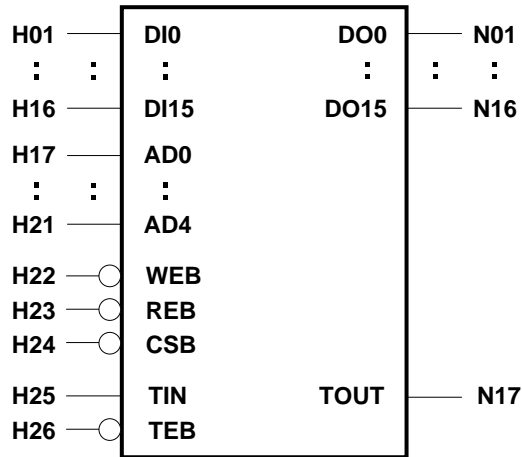 H01 DI0 DO0 N01
: : : : : :
H16 DI15 DO15 N16
H17 AD0
: : :
H21 AD4
H22 WEB
H23 REB
H24 CSB
H25 TIN TOUT N17
H26 TEB